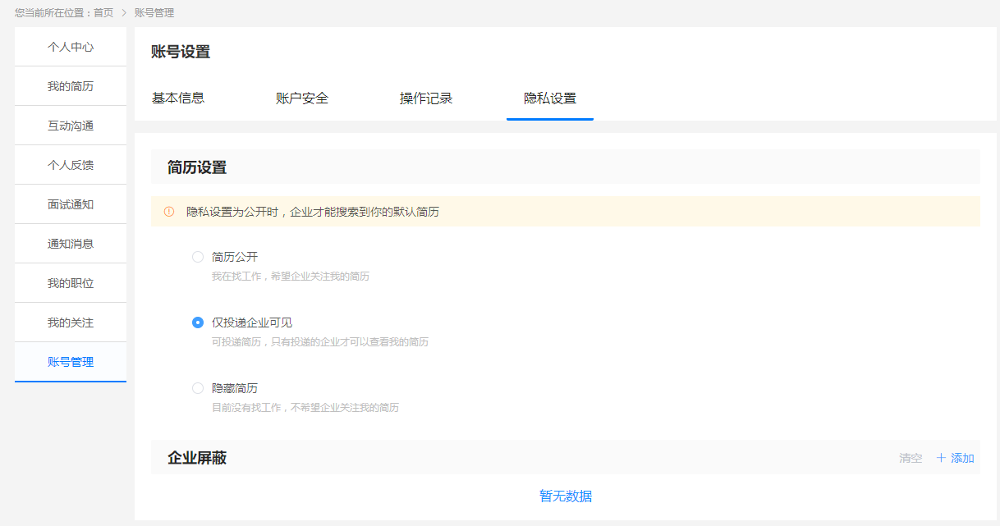 您当前所在位置：首页 > 账号管理
个人中心
我的简历
互动沟通
个人反馈
面试通知
通知消息
我的职位
我的关注
账号管理
账号设置
基本信息 账户安全 操作记录 隐私设置
简历设置
隐私设置为公开时，企业才能搜索到你的默认简历
简历公开
我在找工作，希望企业关注我的简历
仅投递企业可见
可投递简历，只有投递的企业才可以查看我的简历
隐藏简历
目前没有找工作，不希望企业关注我的简历
企业屏蔽 清空 + 添加
暂无数据